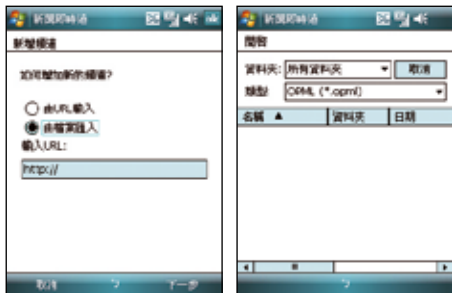 新聞即時通
新增頻道
如何增加新的頻道?
由URL輸入
由檔案匯入
輸入URL:
http://
取消
下一步
新聞即時通
開啓
資料夾: 所有資料夾
取消
類型: OPML (*.opml)
名稱 ▲ 資料夾 日期